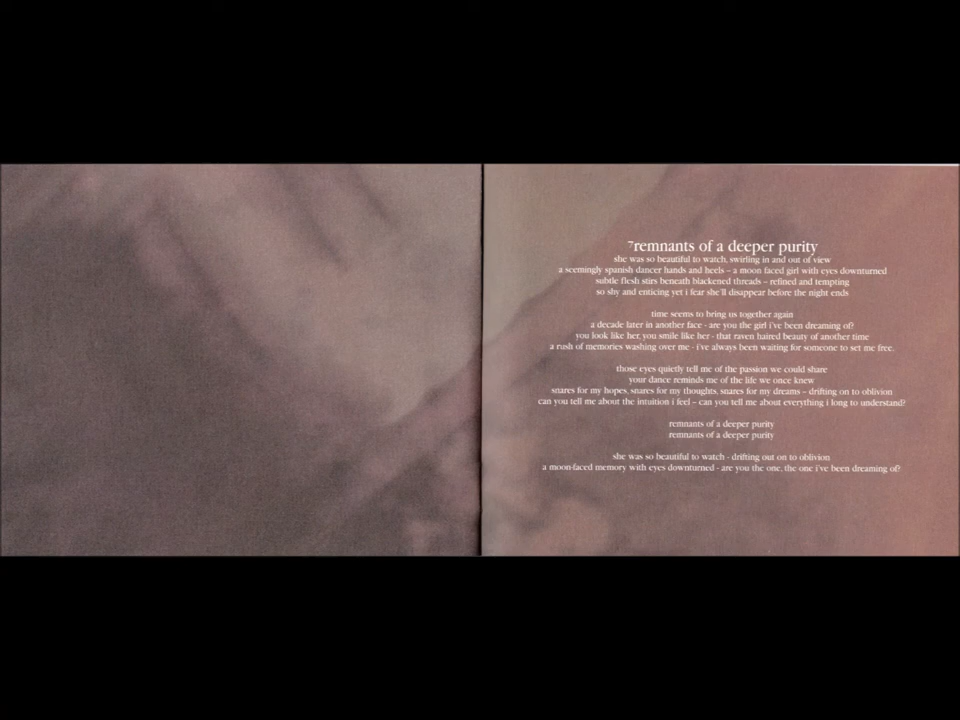 7remnants of a deeper purity
she was so beautiful to watch, swirling in and out of view
a seemingly spanish dancer hands and heels – a moon faced girl with eyes downturned
subtle flesh stirs beneath blackened threads – refined and tempting
so shy and enticing yet i fear she'll disappear before the night ends
time seems to bring us together again
a decade later in another face - are you the girl i've been dreaming of?
you look like her, you smile like her - that raven haired beauty of another time
a rush of memories washing over me - i've always been waiting for someone to set me free.
those eyes quietly tell me of the passion we could share
your dance reminds me of the life we once knew
snares for my hopes, snares for my thoughts, snares for my dreams – drifting on to oblivion
can you tell me about the intuition i feel – can you tell me about everything i long to understand?
remnants of a deeper purity
remnants of a deeper purity
she was so beautiful to watch - drifting out on to oblivion
a moon-faced memory with eyes downturned - are you the one, the one i've been dreaming of?